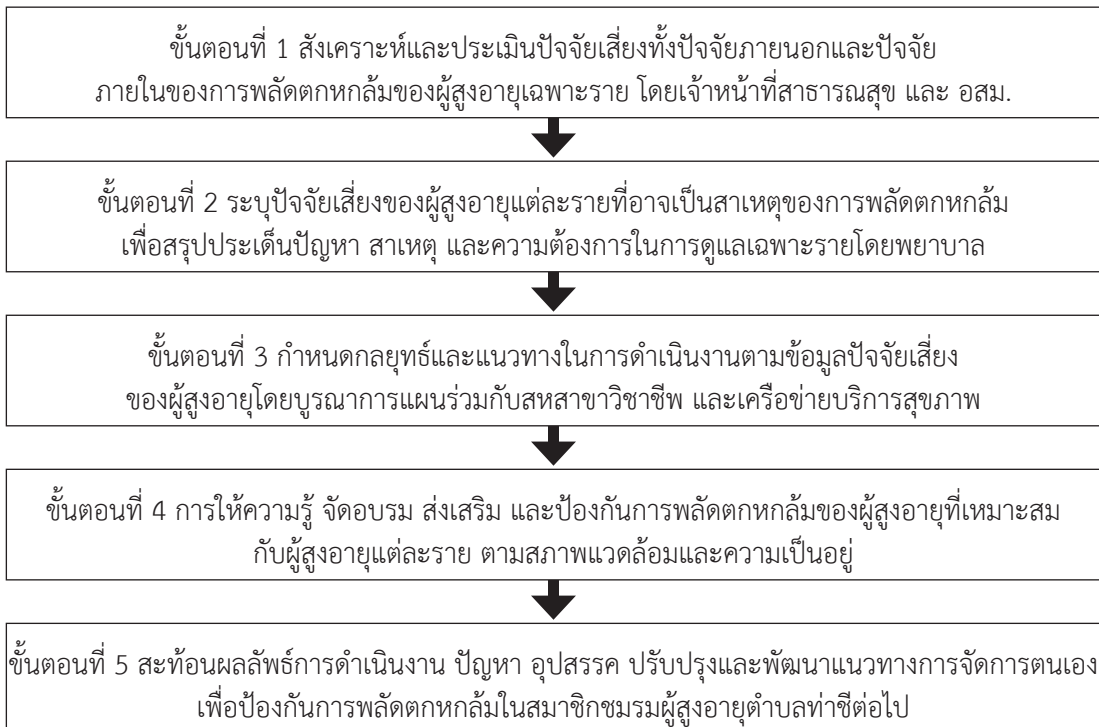 ขั้นตอนที่ 1 สังเคราะห์และประเมินปัจจัยเสี่ยงทั้งปัจจัยภายนอกและปัจจัย
ภายในของการพลัดตกหกล้มของผู้สูงอายุเฉพาะราย โดยเจ้าหน้าที่สาธารณสุข และ อสม.
ขั้นตอนที่ 2 ระบุปัจจัยเสี่ยงของผู้สูงอายุแต่ละรายที่อาจเป็นสาเหตุของการพลัดตกหกล้ม
เพื่อสรุปประเด็นปัญหา สาเหตุ และความต้องการในการดูแลเฉพาะรายโดยพยาบาล
ขั้นตอนที่ 3 กำหนดกลยุทธ์และแนวทางในการดำเนินงานตามข้อมูลปัจจัยเสี่ยง
ของผู้สูงอายุโดยบูรณาการแผนร่วมกับสหสาขาวิชาชีพ และเครือข่ายบริการสุขภาพ
ขั้นตอนที่ 4 การให้ความรู้ จัดอบรม ส่งเสริม และป้องกันการพลัดตกหกล้มของผู้สูงอายุที่เหมาะสม
กับผู้สูงอายุแต่ละราย ตามสภาพแวดล้อมและความเป็นอยู่
ขั้นตอนที่ 5 สะท้อนผลลัพธ์การดำเนินงาน ปัญหา อุปสรรค ปรับปรุงและพัฒนาแนวทางการจัดการตนเอง
เพื่อป้องกันการพลัดตกหกล้มในสมาชิกชมรมผู้สูงอายุตำบลท่าชีต่อไป